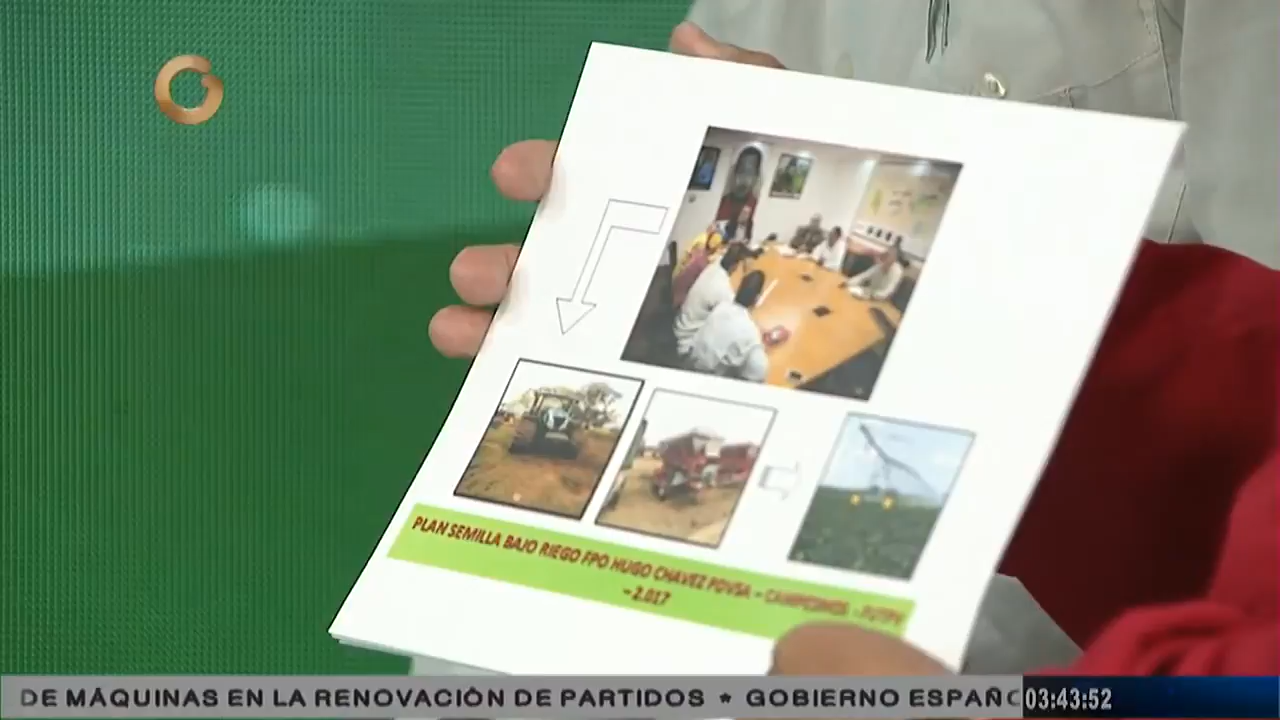 PLAN SEMILLA BAJO RIEGO FPO HUGO CHAVEZ PDVSA – CAMPESINOS - FUTPV
– 2.017
DE MÁQUINAS EN LA RENOVACIÓN DE PARTIDOS * GOBIERNO ESPAÑO
03:43:52